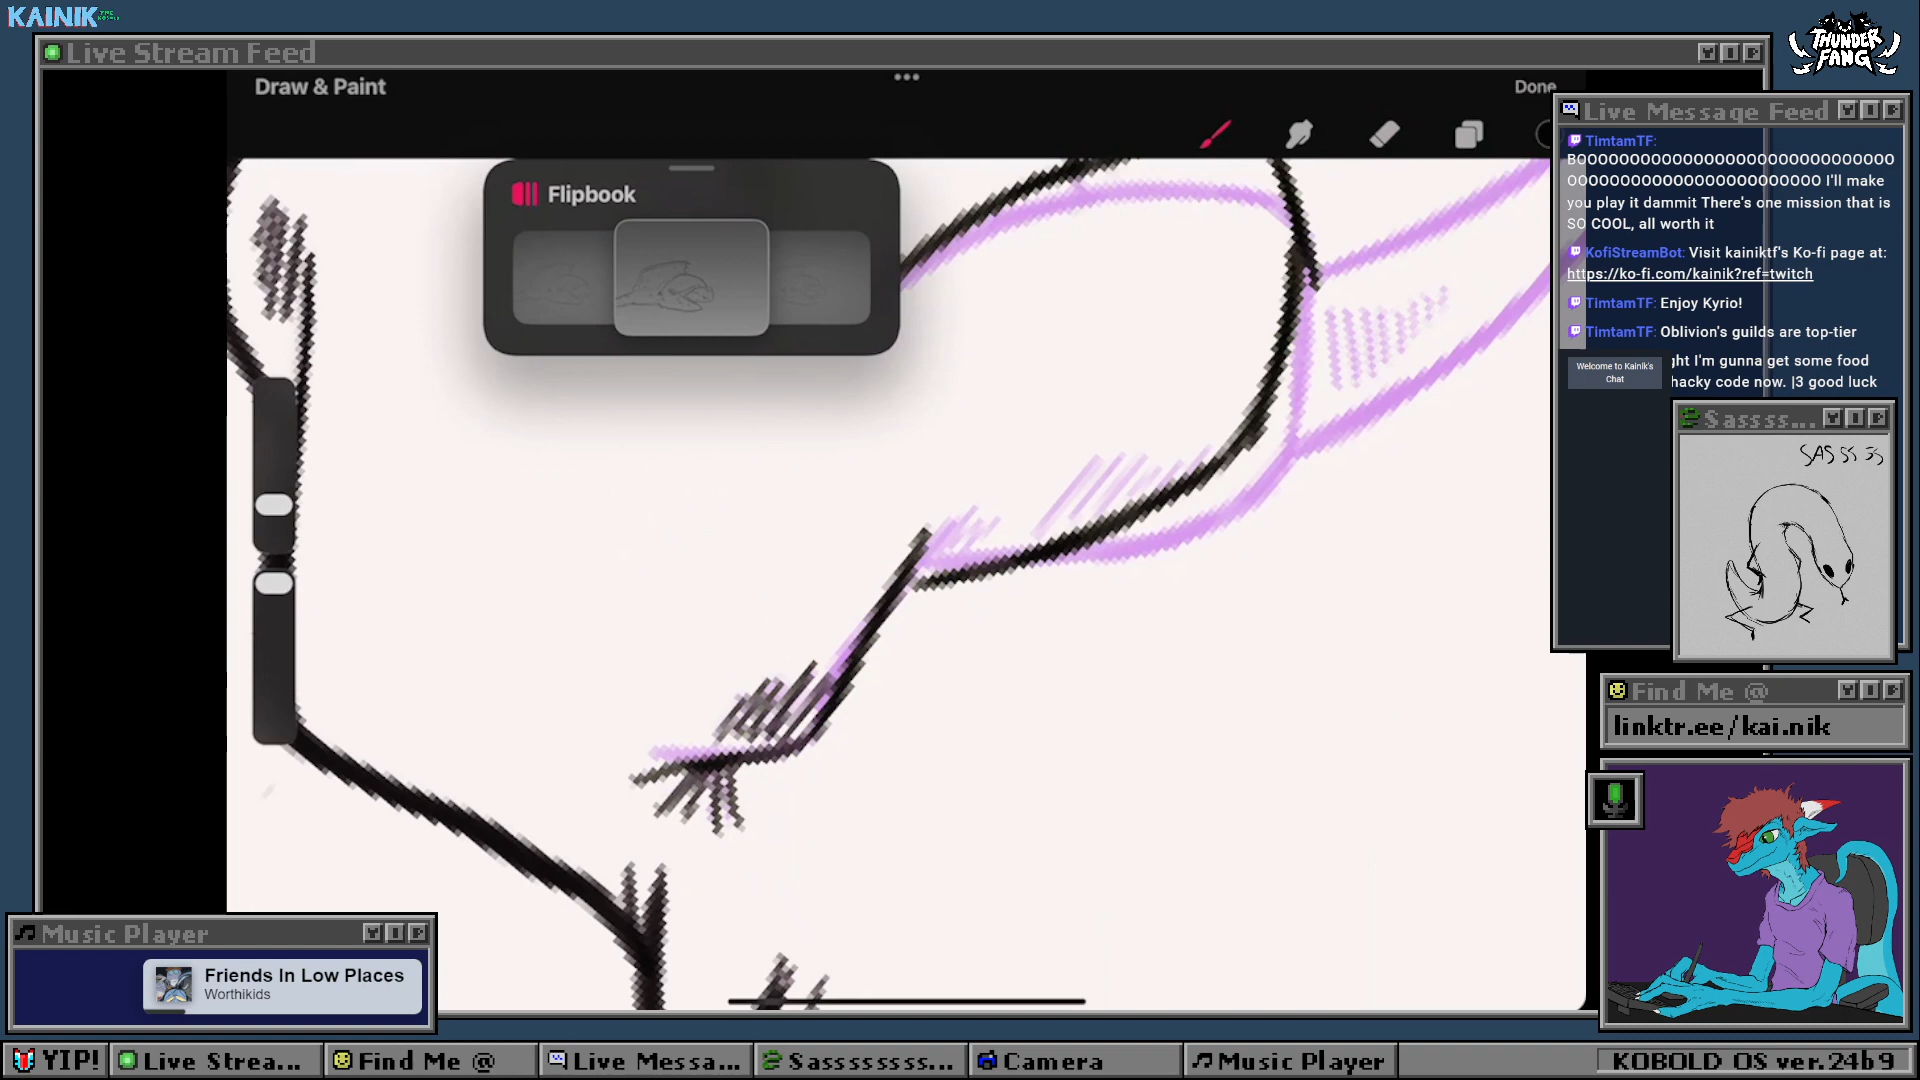 KAINIK
THUNDER
FANG
Live Stream Feed
Y I P
Draw & Paint
Done
Flipbook
Live Message Feed
Y I P
TimtamTF:
BOOOOOOOOOOOOOOOOOOOOOOOOOOOOOO
OOOOOOOOOOOOOOOOOOOOOOOO I'll make
you play it dammit There's one mission that is
SO COOL, all worth it
KofiStreamBot: Visit kainiktf's Ko-fi page at:
https://ko-fi.com/kainik?ref=twitch
TimtamTF: Enjoy Kyrio!
TimtamTF: Oblivion's guilds are top-tier
ght I'm gunna get some food
hacky code now. |3 good luck
Welcome to Kainik's
Chat
Sassss...
Y I P
SASSSSS
Find Me @
Y I P
linktr.ee/kai.nik
Music Player
Y I P
Friends In Low Places
Worthikids
YIP!
Live Strea...
Find Me @
Live Messa...
Sasssssssss...
Camera
Music Player
KOBOLD OS ver.24b9